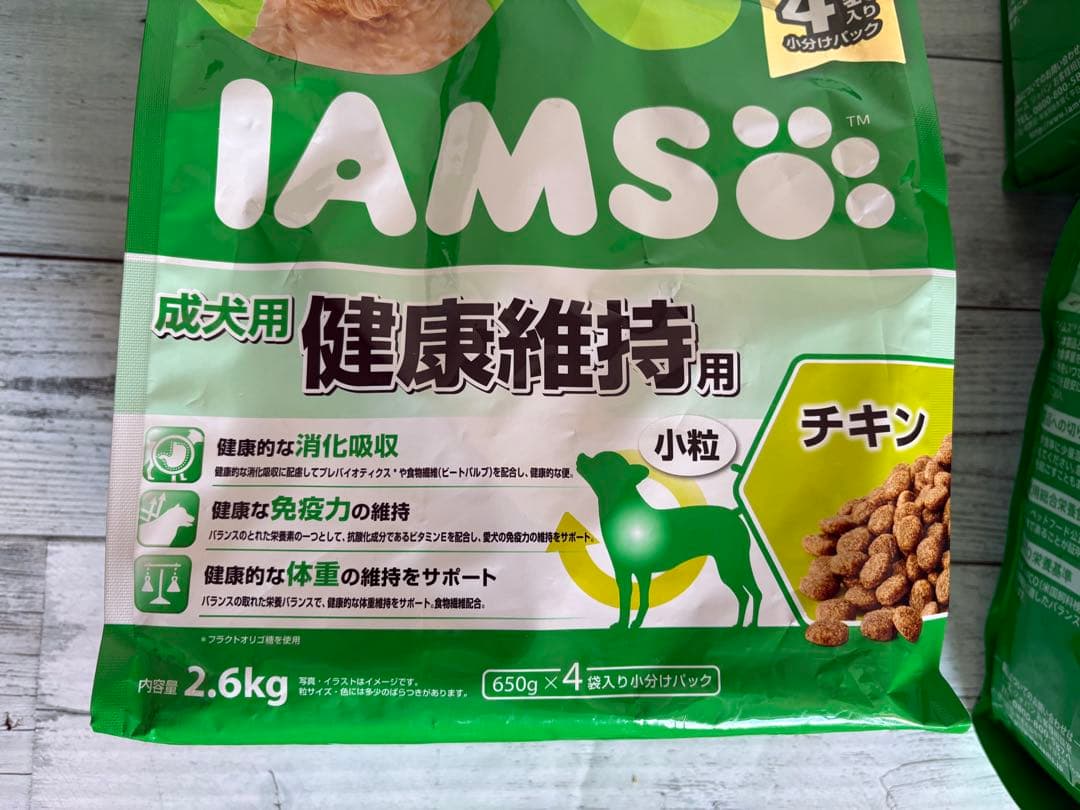 4
入り
小分けパック
IAMS
TM
成犬用
健康維持用
チキン
小粒
健康的な消化吸収
健康的な消化吸収に配慮してプレバイオティクス*や食物繊維(ビートパルプ)を配合し、健康的な便。
健康な免疫力の維持
バランスのとれた栄養素の一つとして、抗酸化成分であるビタミンEを配合し、愛犬の免疫力の維持をサポート。
健康的な体重の維持をサポート
バランスの取れた栄養バランスで、健康的な体重維持をサポート。食物繊維配合。
*フラクトオリゴ糖を使用
内容量 2.6kg
写真・イラストはイメージです。
粒サイズ・色には多少のばらつきがあります。
650g×4袋入り小分けパック